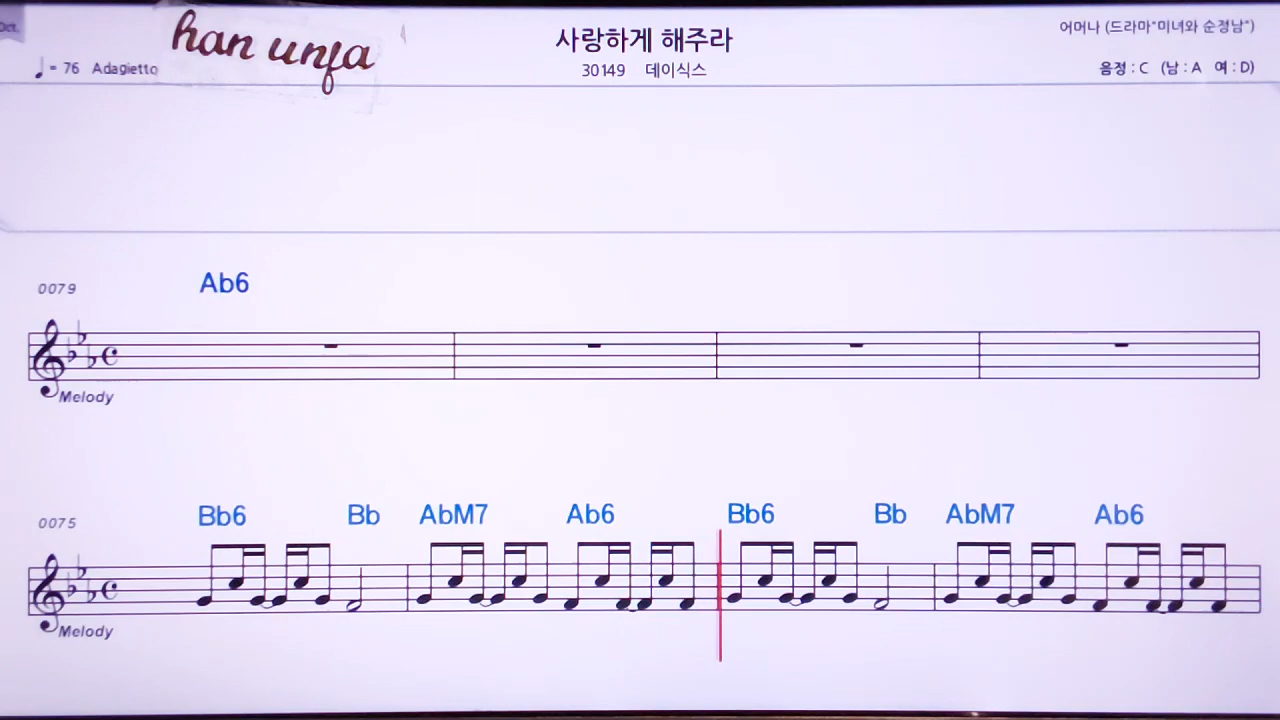 Oct.
han unfa
사랑하게 해주라
어머나 (드라마"미녀와 순정남")
♩= 76 Adagietto
30149 데이식스
음정 : C (남 : A 여 : D)
0079 Ab6
Melody
0075 Bb6 Bb AbM7 Ab6 Bb6 Bb AbM7 Ab6
Melody